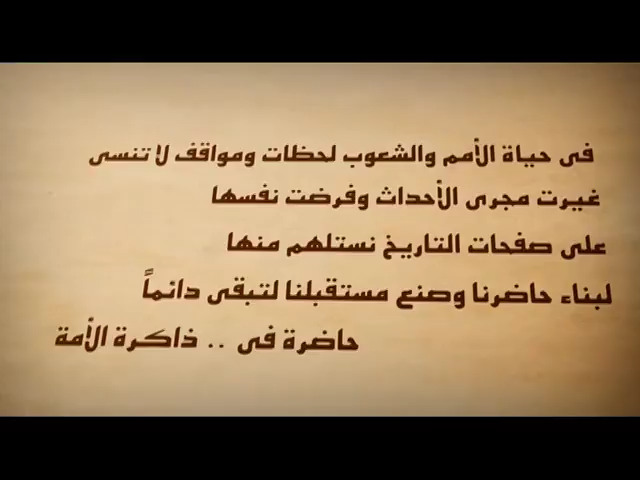 فى حياة الأمم والشعوب لحظات ومواقف لا تنسى
غيرت مجرى الأحداث وفرضت نفسها
على صفحات التاريخ نستلهم منها
لبناء حاضرنا وصنع مستقبلنا لتبقى دائماً
حاضرة فى .. ذاكرة الأمة